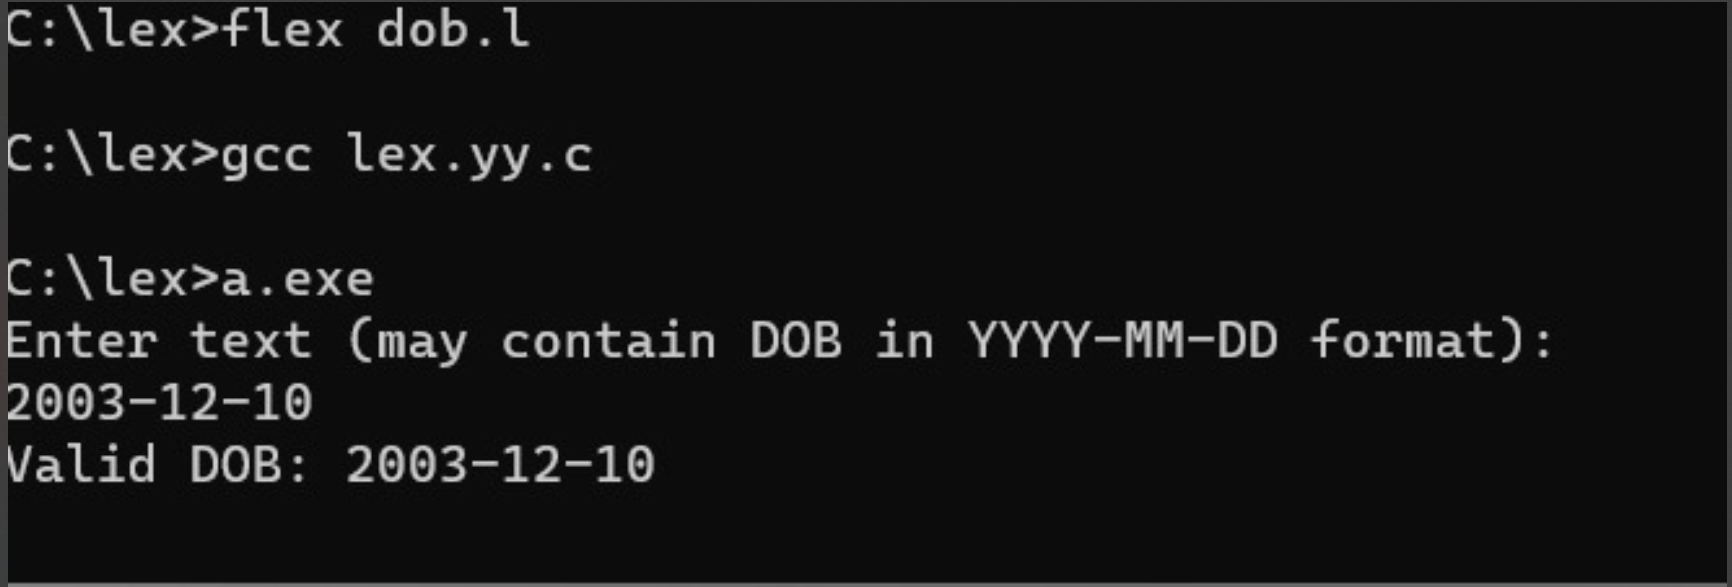 C:\lex>flex dob.l
C:\lex>gcc lex.yy.c
C:\lex>a.exe
Enter text (may contain DOB in YYYY-MM-DD format):
2003-12-10
Valid DOB: 2003-12-10